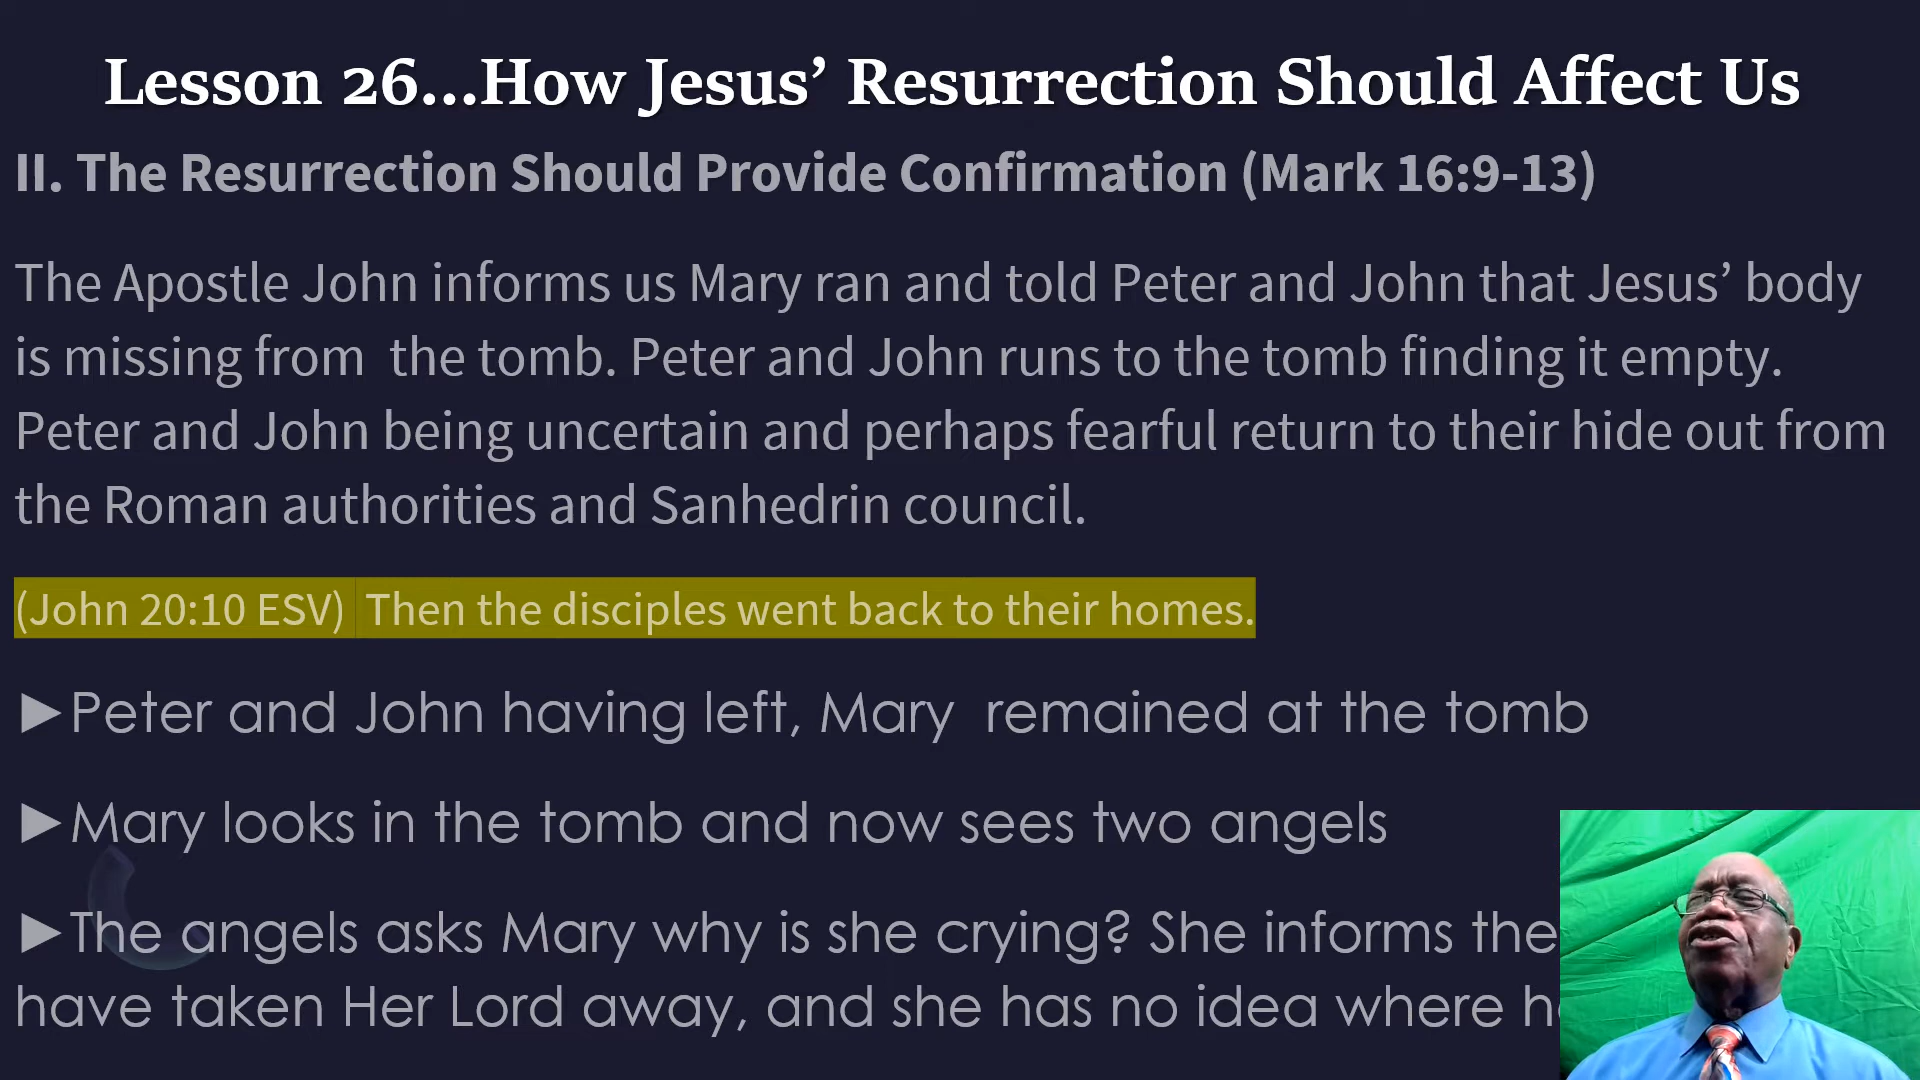 Lesson 26...How Jesus’ Resurrection Should Affect Us
II. The Resurrection Should Provide Confirmation (Mark 16:9-13)
The Apostle John informs us Mary ran and told Peter and John that Jesus’ body
is missing from the tomb. Peter and John runs to the tomb finding it empty.
Peter and John being uncertain and perhaps fearful return to their hide out from
the Roman authorities and Sanhedrin council.
(John 20:10 ESV) Then the disciples went back to their homes.
►Peter and John having left, Mary remained at the tomb
►Mary looks in the tomb and now sees two angels
►The angels asks Mary why is she crying? She informs
have taken Her Lord away, and she has no idea where